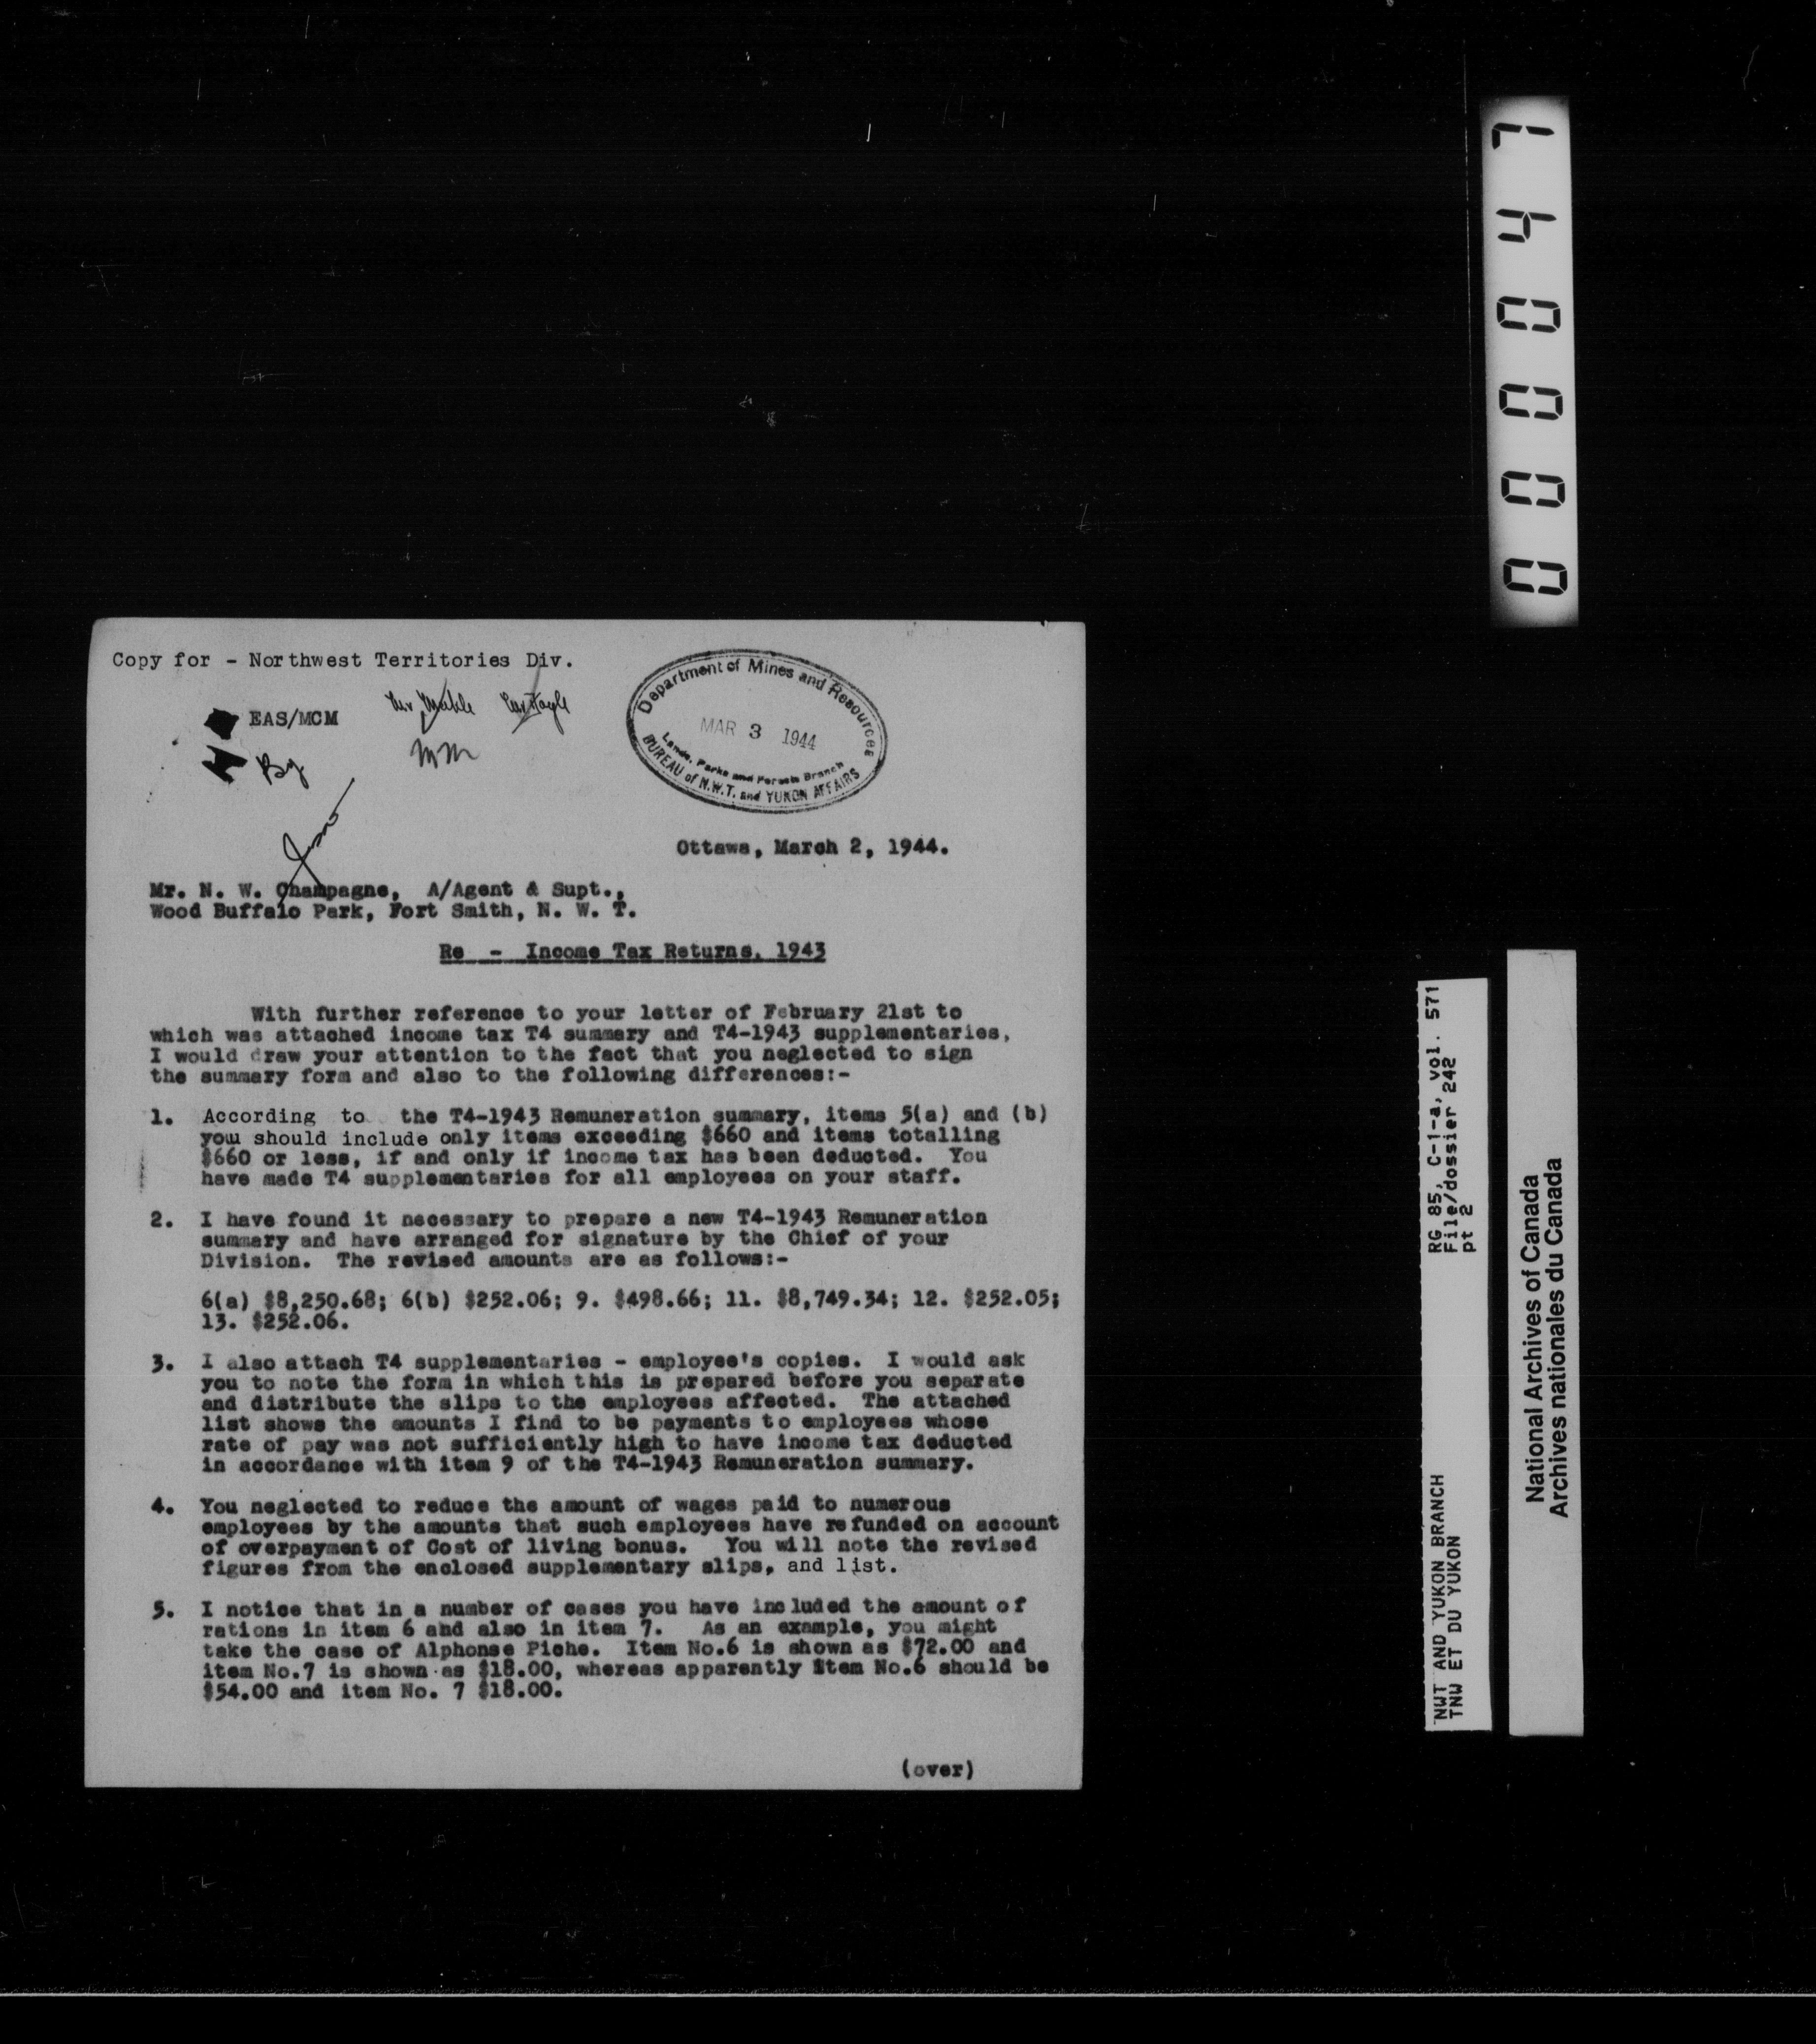 Copy for - Northwest Territories Div.
EAS/MCM
Department of Mines and Resources
MAR 3 1944
Lands, Parks and Forests Branch
BUREAU of N.W.T. and YUKON AFFAIRS
Ottawa, March 2, 1944.
Mr. N. W. Champagne, A/Agent & Supt.,
Wood Buffalo Park, Fort Smith, N. W. T.
Re - Income Tax Returns, 1943
With further reference to your letter of February 21st to
which was attached income tax T4 summary and T4-1943 supplementaries,
I would draw your attention to the fact that you neglected to sign
the summary form and also to the following differences:-
1. According to the T4-1943 Remuneration summary, items 5(a) and (b)
you should include only items exceeding $660 and items totalling
$660 or less, if and only if income tax has been deducted. You
have made T4 supplementaries for all employees on your staff.
2. I have found it necessary to prepare a new T4-1943 Remuneration
summary and have arranged for signature by the Chief of your
Division. The revised amounts are as follows:-
6(a) $8,250.68; 6(b) $252.06; 9. $498.66; 11. $8,749.34; 12. $252.05;
13. $252.06.
3. I also attach T4 supplementaries - employee's copies. I would ask
you to note the form in which this is prepared before you separate
and distribute the slips to the employees affected. The attached
list shows the amounts I find to be payments to employees whose
rate of pay was not sufficiently high to have income tax deducted
in accordance with item 9 of the T4-1943 Remuneration summary.
4. You neglected to reduce the amount of wages paid to numerous
employees by the amounts that such employees have refunded on account
of overpayment of Cost of living bonus. You will note the revised
figures from the enclosed supplementary slips, and list.
5. I notice that in a number of cases you have included the amount of
rations in item 6 and also in item 7. As an example, you might
take the case of Alphonse Piche. Item No.6 is shown as $72.00 and
item No.7 is shown as $18.00, whereas apparently Item No.6 should be
$54.00 and item No. 7 $18.00.
(over)
000047
RG 85, C-1-a, vol. 571
File/dossier 242
pt 2
NWT AND YUKON BRANCH
TNW ET DU YUKON
National Archives of Canada
Archives nationales du Canada